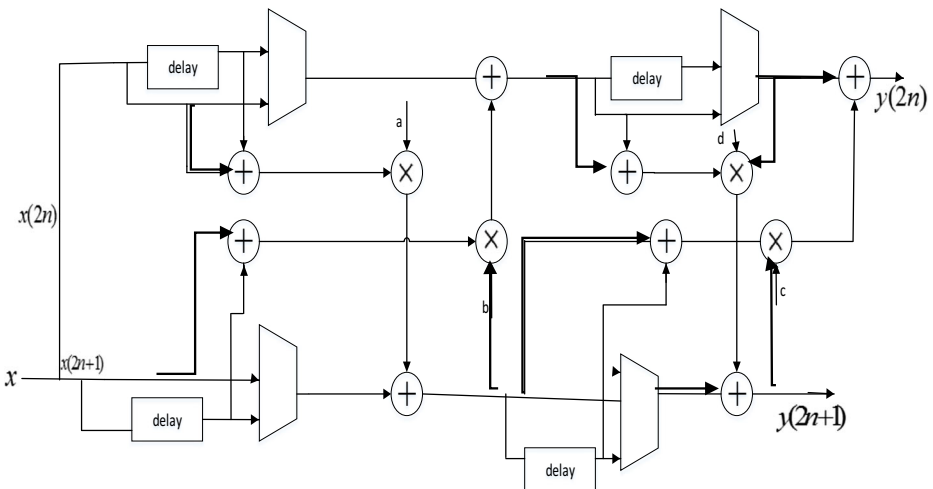 delay
delay
y(2n)
a
d
x(2n)
b
c
x(2n+1)
x
delay
y(2n+1)
delay